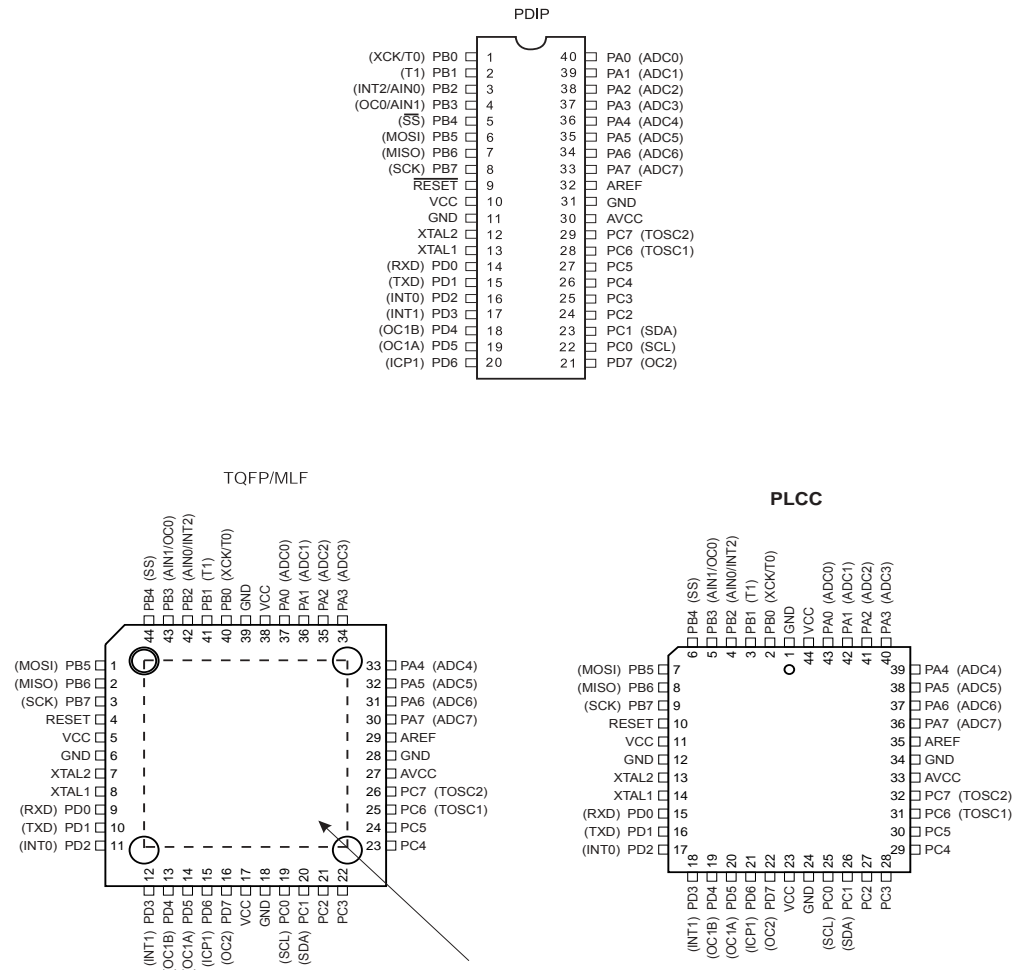 PDIP
(XCK/T0) PB0 1 40 PA0 (ADC0)
(T1) PB1 2 39 PA1 (ADC1)
(INT2/AIN0) PB2 3 38 PA2 (ADC2)
(OC0/AIN1) PB3 4 37 PA3 (ADC3)
(SS) PB4 5 36 PA4 (ADC4)
(MOSI) PB5 6 35 PA5 (ADC5)
(MISO) PB6 7 34 PA6 (ADC6)
(SCK) PB7 8 33 PA7 (ADC7)
RESET 9 32 AREF
VCC 10 31 GND
GND 11 30 AVCC
XTAL2 12 29 PC7 (TOSC2)
XTAL1 13 28 PC6 (TOSC1)
(RXD) PD0 14 27 PC5
(TXD) PD1 15 26 PC4
(INT0) PD2 16 25 PC3
(INT1) PD3 17 24 PC2
(OC1B) PD4 18 23 PC1 (SDA)
(OC1A) PD5 19 22 PC0 (SCL)
(ICP1) PD6 20 21 PD7 (OC2)
TQFP/MLF
PB4 (SS)
PB3 (AIN1/OC0)
PB2 (AIN0/INT2)
PB1 (T1)
PB0 (XCK/T0)
GND
VCC
PA0 (ADC0)
PA1 (ADC1)
PA2 (ADC2)
PA3 (ADC3)
44 43 42 41 40 39 38 37 36 35 34
(MOSI) PB5 1 33 PA4 (ADC4)
(MISO) PB6 2 32 PA5 (ADC5)
(SCK) PB7 3 31 PA6 (ADC6)
RESET 4 30 PA7 (ADC7)
VCC 5 29 AREF
GND 6 28 GND
XTAL2 7 27 AVCC
XTAL1 8 26 PC7 (TOSC2)
(RXD) PD0 9 25 PC6 (TOSC1)
(TXD) PD1 10 24 PC5
(INT0) PD2 11 23 PC4
12 13 14 15 16 17 18 19 20 21 22
(INT1) PD3
(OC1B) PD4
(OC1A) PD5
(ICP1) PD6
(OC2) PD7
VCC
GND
(SCL) PC0
(SDA) PC1
PC2
PC3
PLCC
PB4 (SS)
PB3 (AIN1/OC0)
PB2 (AIN0/INT2)
PB1 (T1)
PB0 (XCK/T0)
GND
VCC
PA0 (ADC0)
PA1 (ADC1)
PA2 (ADC2)
PA3 (ADC3)
6 5 4 3 2 1 44 43 42 41 40
(MOSI) PB5 7 39 PA4 (ADC4)
(MISO) PB6 8 38 PA5 (ADC5)
(SCK) PB7 9 37 PA6 (ADC6)
RESET 10 36 PA7 (ADC7)
VCC 11 35 AREF
GND 12 34 GND
XTAL2 13 33 AVCC
XTAL1 14 32 PC7 (TOSC2)
(RXD) PD0 15 31 PC6 (TOSC1)
(TXD) PD1 16 30 PC5
(INT0) PD2 17 29 PC4
18 19 20 21 22 23 24 25 26 27 28
(INT1) PD3
(OC1B) PD4
(OC1A) PD5
(ICP1) PD6
(OC2) PD7
VCC
GND
(SCL) PC0
(SDA) PC1
PC2
PC3